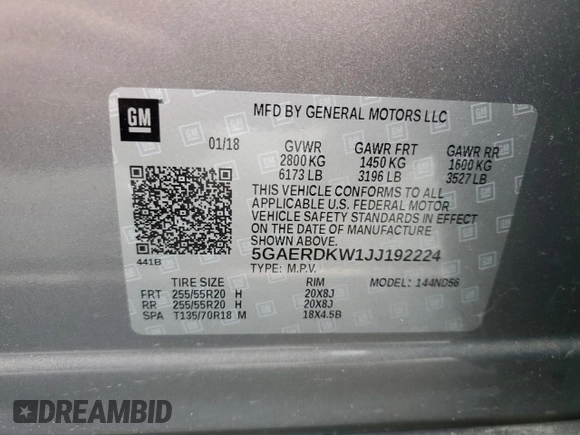 GM
MFD BY GENERAL MOTORS LLC
01/18 GVWR GAWR FRT GAWR RR
2800 KG 1450 KG 1600 KG
6173 LB 3196 LB 3527 LB
THIS VEHICLE CONFORMS TO ALL
APPLICABLE U.S. FEDERAL MOTOR
VEHICLE SAFETY STANDARDS IN EFFECT
ON THE DATE OF MANUFACTURE
SHOWN ABOVE.
441B
5GAERDKW1JJ192224
TYPE: M.P.V. MODEL: 144ND56
TIRE SIZE RIM
FRT 255/55R20 H 20X8J
RR 255/55R20 H 20X8J
SPA T135/70R18 M 18X4.5B
DREAMBID